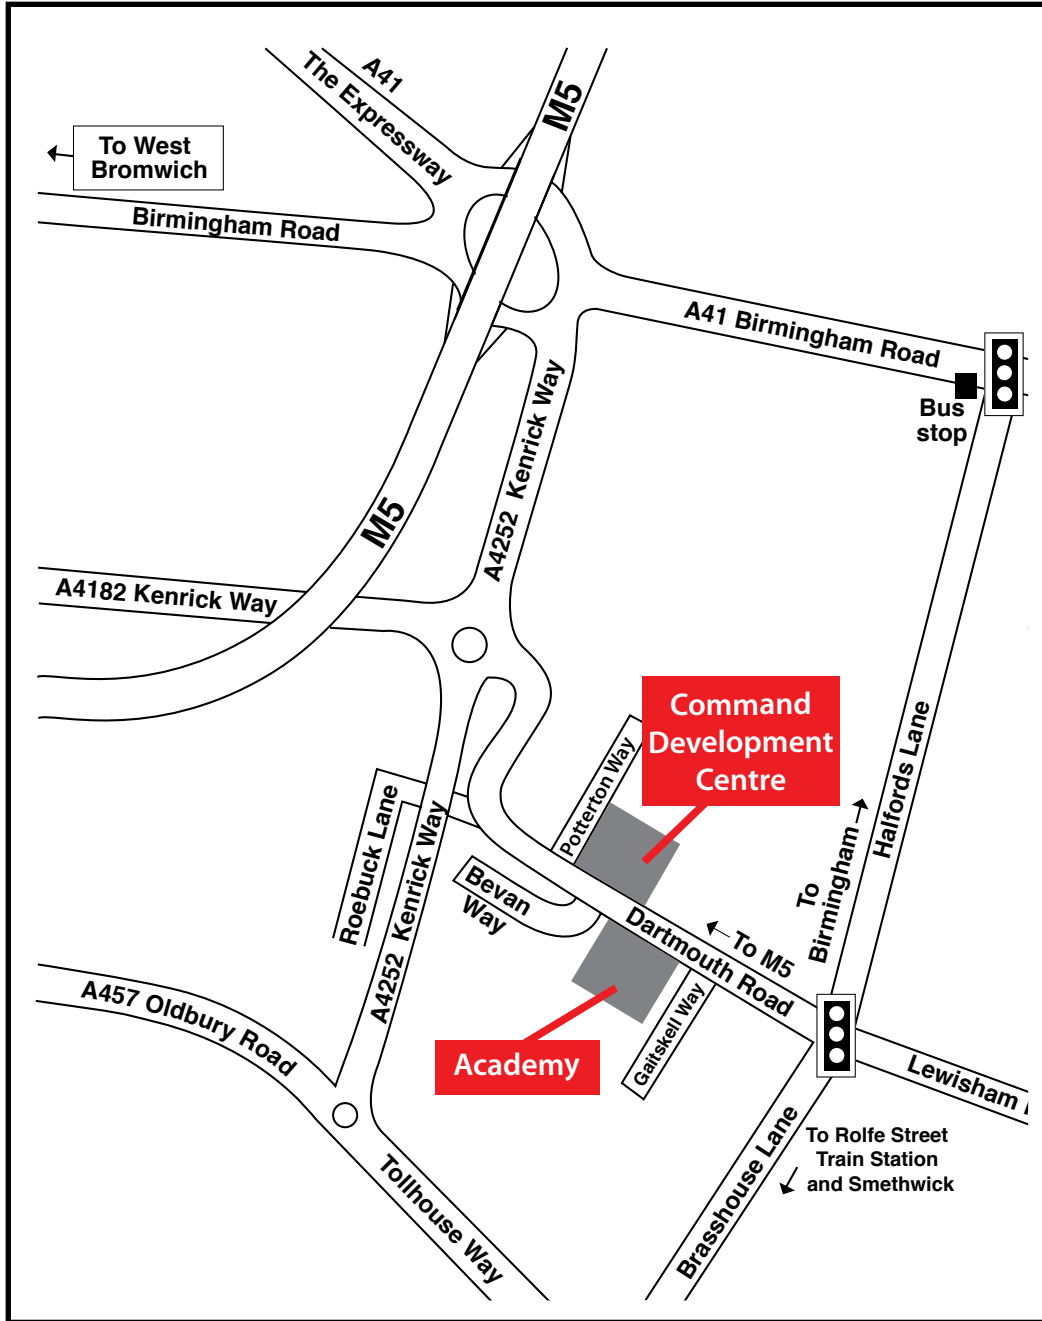 A41
The Expressway
M5
To West
Bromwich
Birmingham Road
A41 Birmingham Road
Bus
stop
A4252 Kenrick Way
M5
A4182 Kenrick Way
Command
Development
Centre
Potterton Way
Halfords Lane
To
Birmingham
Roebuck Lane
A4252 Kenrick Way
Bevan
Way
Dartmouth Road
To M5
Gaitskell Way
A457 Oldbury Road
Academy
Lewisham
Brasshouse Lane
To Rolfe Street
Train Station
and Smethwick
Tollhouse Way